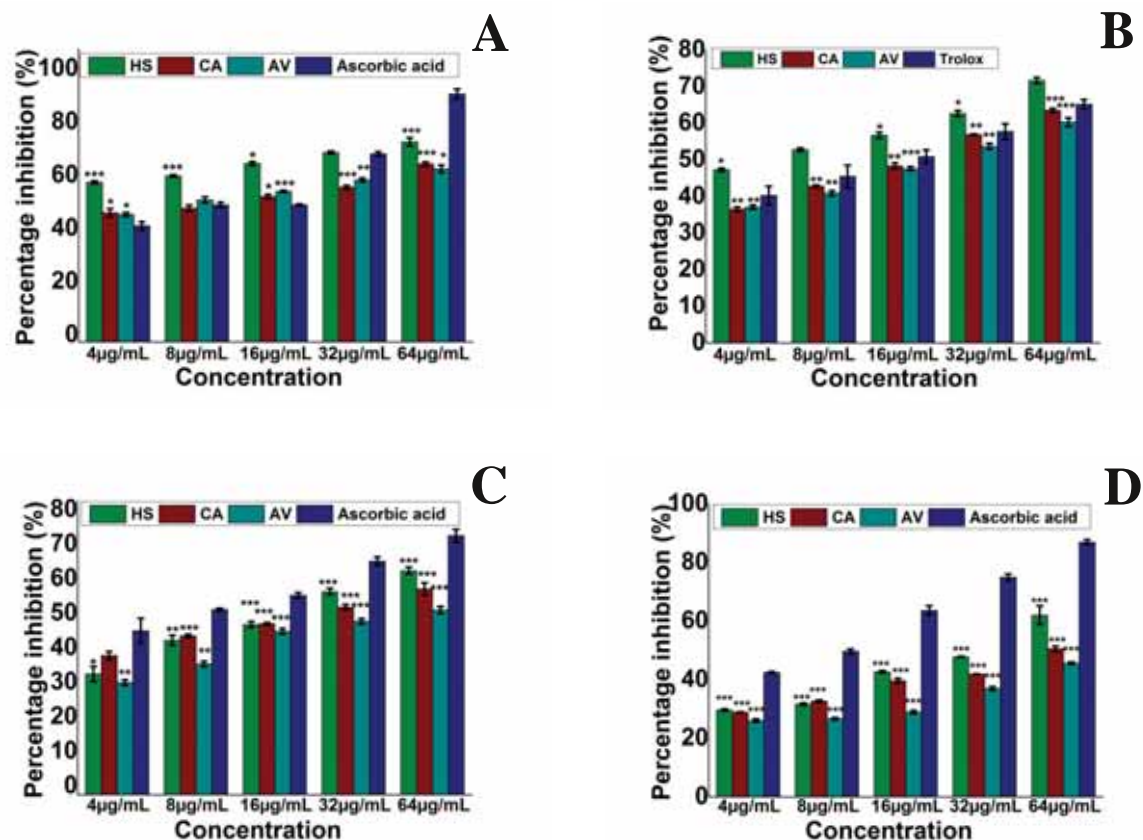 A
HS CA AV Ascorbic acid
Percentage inhibition (%)
100
80
60
40
20
0
*** * *
***
* * ***
*** **
*** *** *
4µg/mL 8µg/mL 16µg/mL 32µg/mL 64µg/mL
Concentration
B
HS CA AV Trolox
Percentage inhibition (%)
80
70
60
50
40
30
20
10
0
* ** **
** **
* ** ***
* ** **
*** ***
4µg/mL 8µg/mL 16µg/mL 32µg/mL 64µg/mL
Concentration
C
HS CA AV Ascorbic acid
Percentage inhibition (%)
80
70
60
50
40
30
20
10
0
* **
** *** **
*** *** ***
*** *** ***
*** *** ***
4µg/mL 8µg/mL 16µg/mL 32µg/mL 64µg/mL
Concentration
D
HS CA AV Ascorbic acid
Percentage inhibition (%)
100
80
60
40
20
0
*** *** ***
*** *** ***
*** *** ***
*** *** ***
*** *** ***
4µg/mL 8µg/mL 16µg/mL 32µg/mL 64µg/mL
Concentration